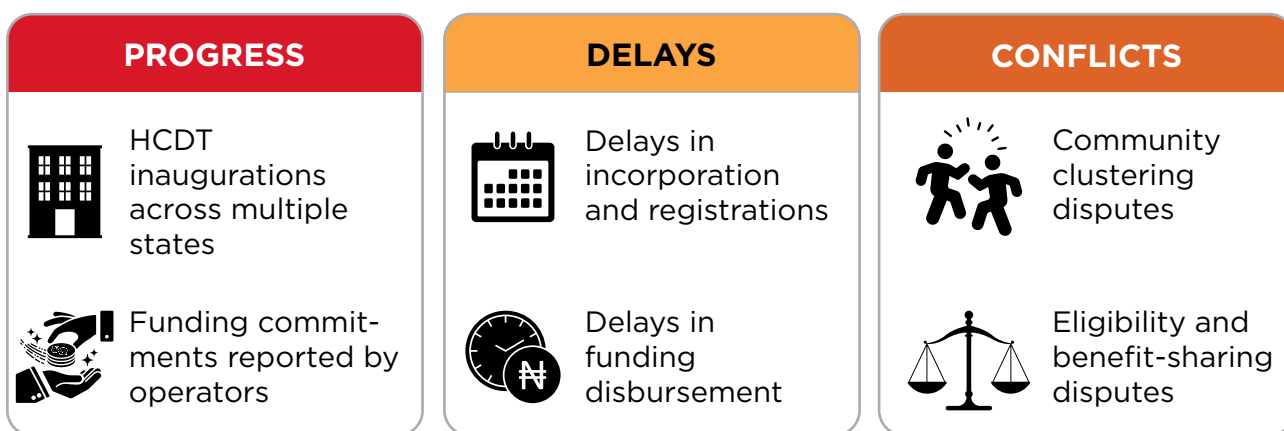 PROGRESS
HCDT
inaugurations
across multiple
states
Funding commit-
ments reported by
operators
DELAYS
Delays in
incorporation
and registrations
Delays in
funding
disbursement
₦
CONFLICTS
Community
clustering
disputes
Eligibility and
benefit-sharing
disputes